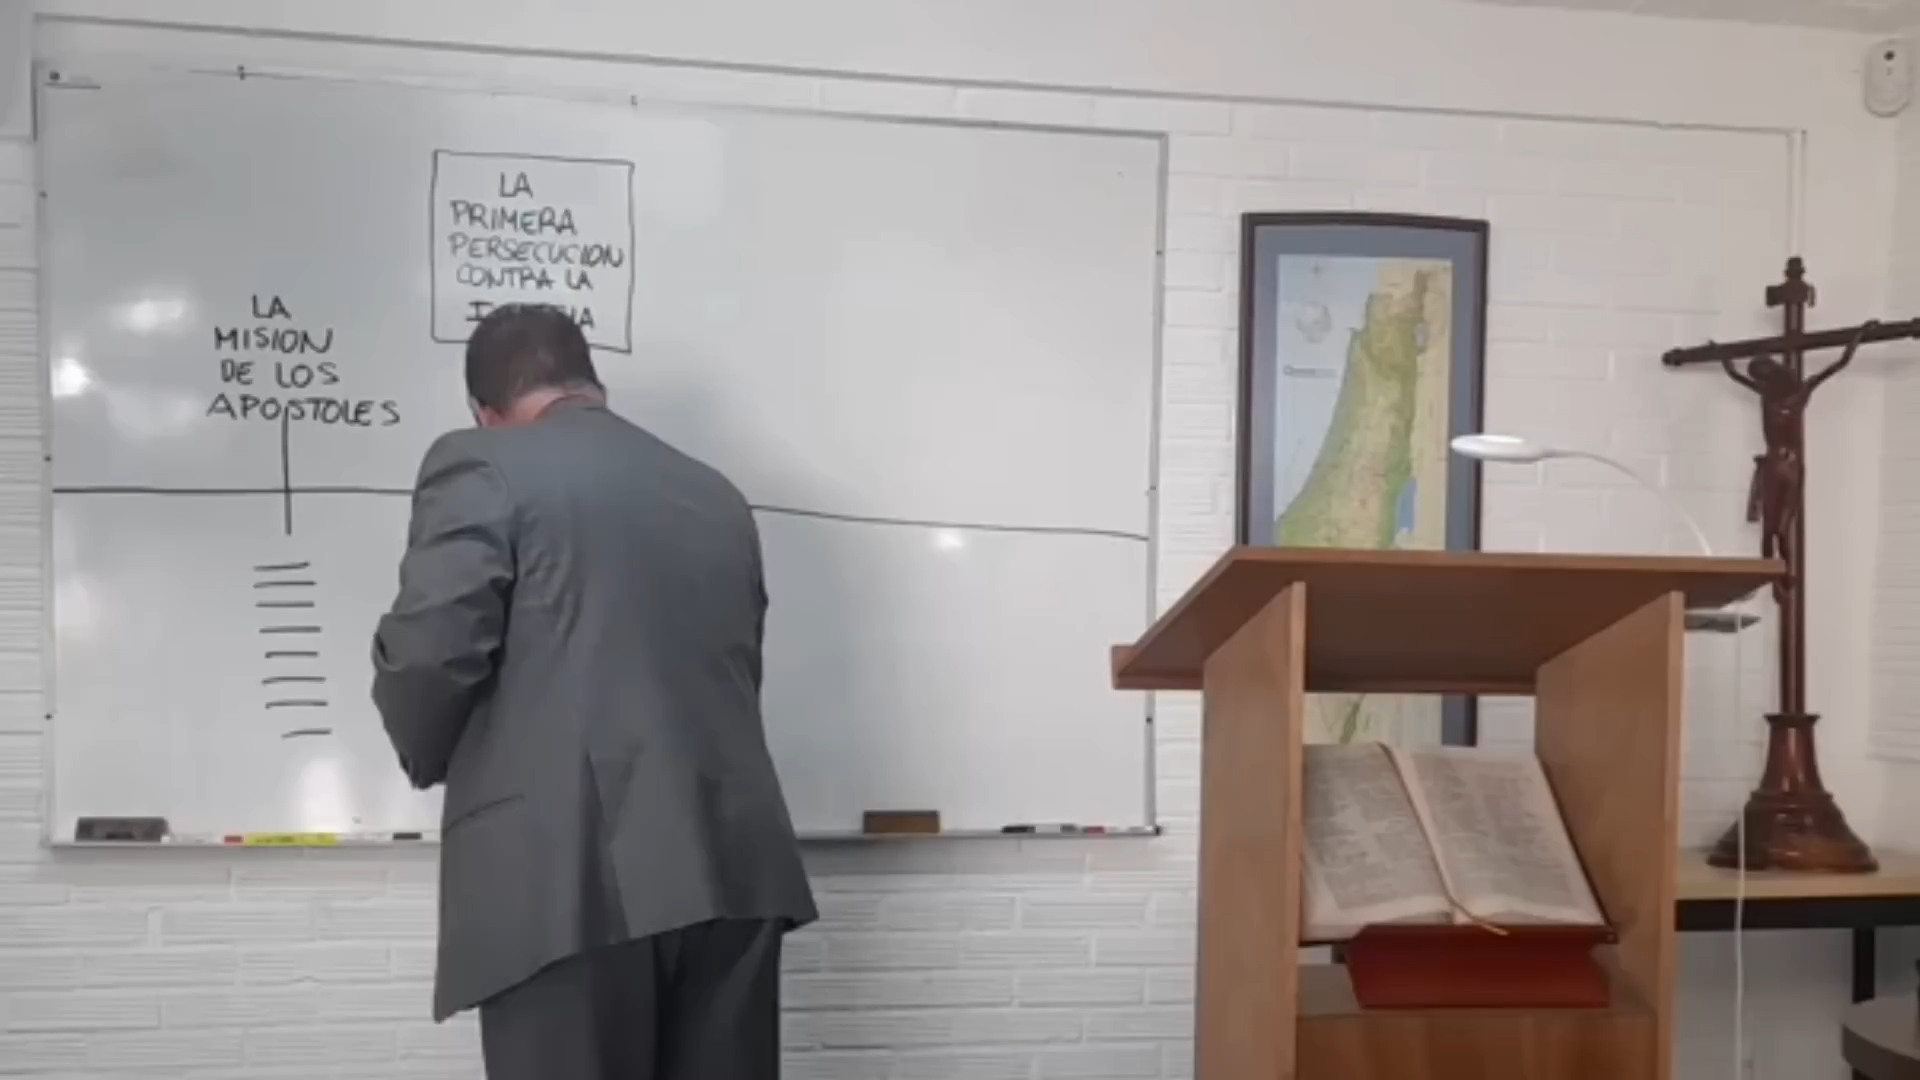 LA
PRIMERA
PERSECUCION
CONTRA LA
LA
MISION
DE LOS
APOSTOLES